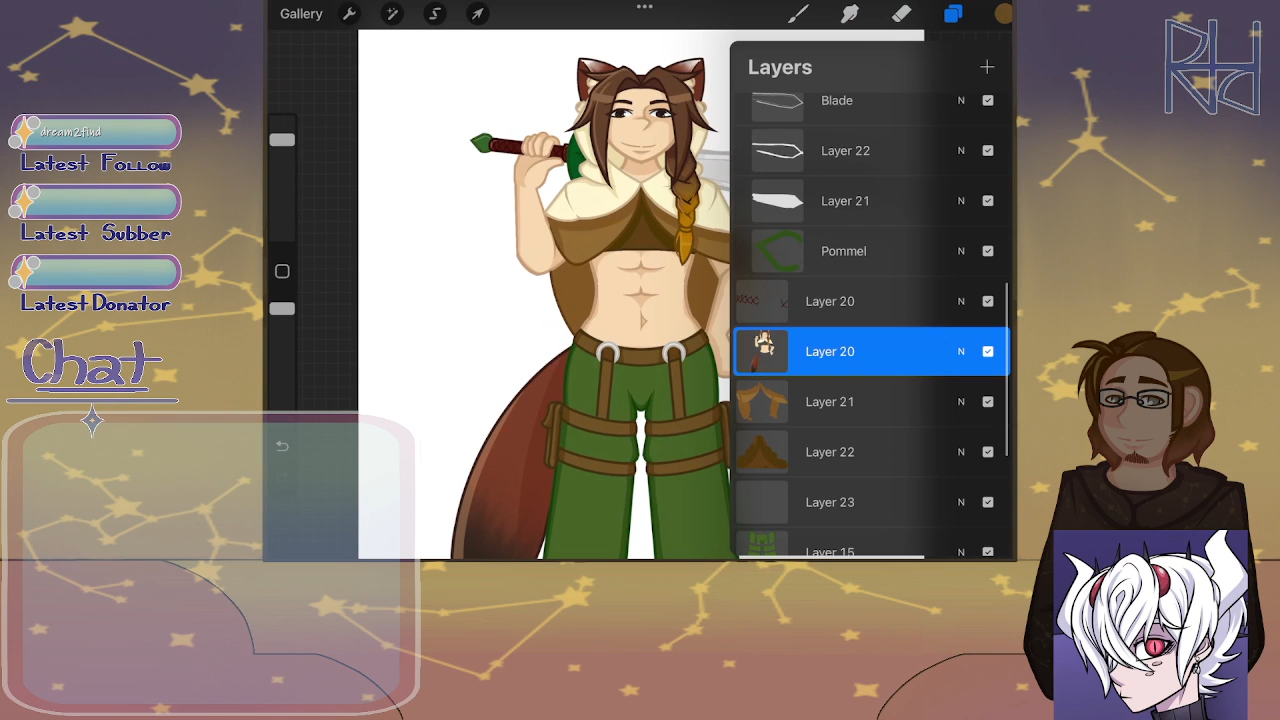 Gallery
Layers
Blade N
Layer 22 N
Layer 21 N
Pommel N
Layer 20 N
Layer 20 N
Layer 21 N
Layer 22 N
Layer 23 N
Layer 15 N
dream2find
Latest Follow
Latest Subber
Latest Donator
Chat